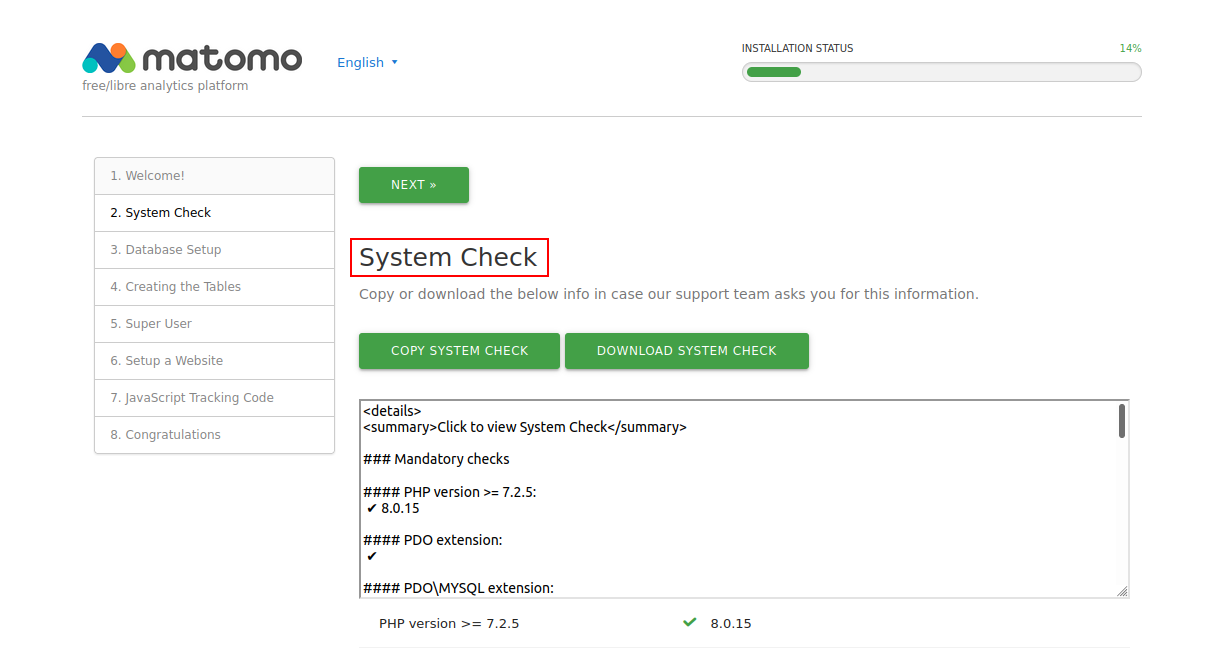 matomo
free/libre analytics platform
English
INSTALLATION STATUS
14%
1. Welcome!
2. System Check
3. Database Setup
4. Creating the Tables
5. Super User
6. Setup a Website
7. JavaScript Tracking Code
8. Congratulations
NEXT »
System Check
Copy or download the below info in case our support team asks you for this information.
COPY SYSTEM CHECK
DOWNLOAD SYSTEM CHECK
<details>
<summary>Click to view System Check</summary>
### Mandatory checks
#### PHP version >= 7.2.5:
✔ 8.0.15
#### PDO extension:
✔
#### PDO\MYSQL extension:
PHP version >= 7.2.5
✔ 8.0.15